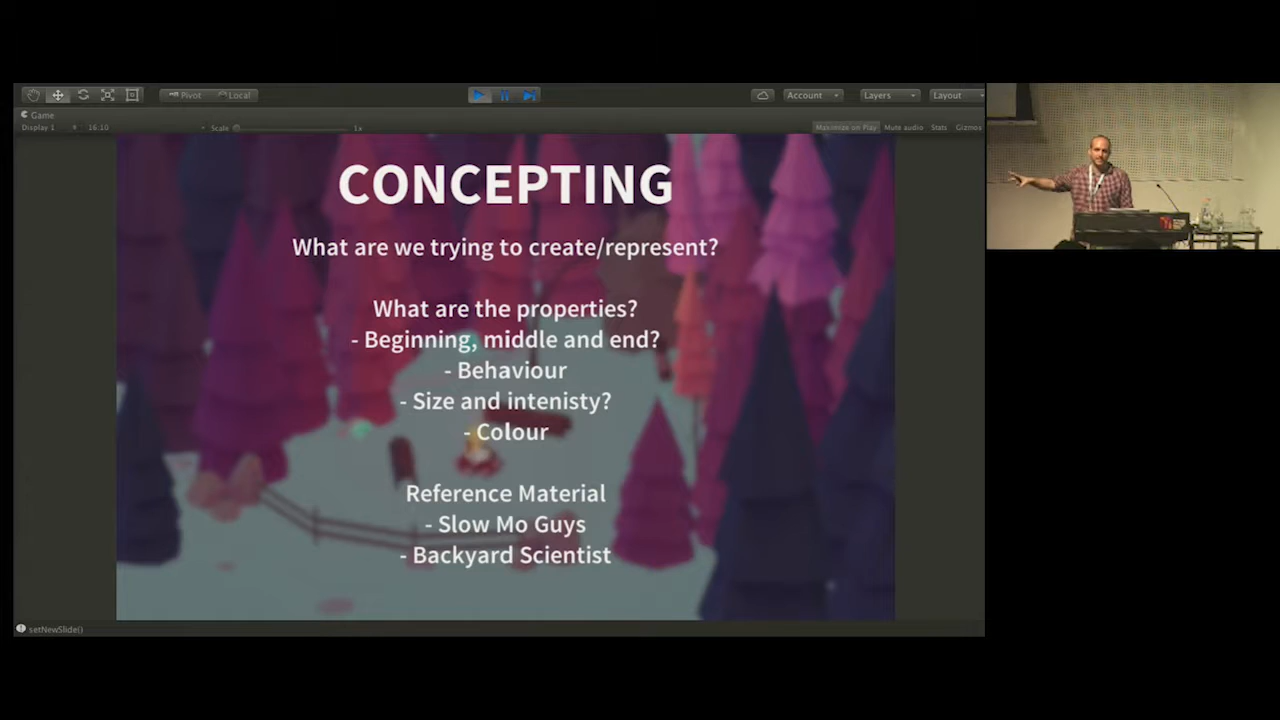 Pivot
Local
Account
Layers
Layout
Game
Display 1
16:10
Scale
1x
Maximize on Play
Mute audio
Stats
Gizmos
CONCEPTING
What are we trying to create/represent?
What are the properties?
- Beginning, middle and end?
- Behaviour
- Size and intenisty?
- Colour
Reference Material
- Slow Mo Guys
- Backyard Scientist
setNewSlide()